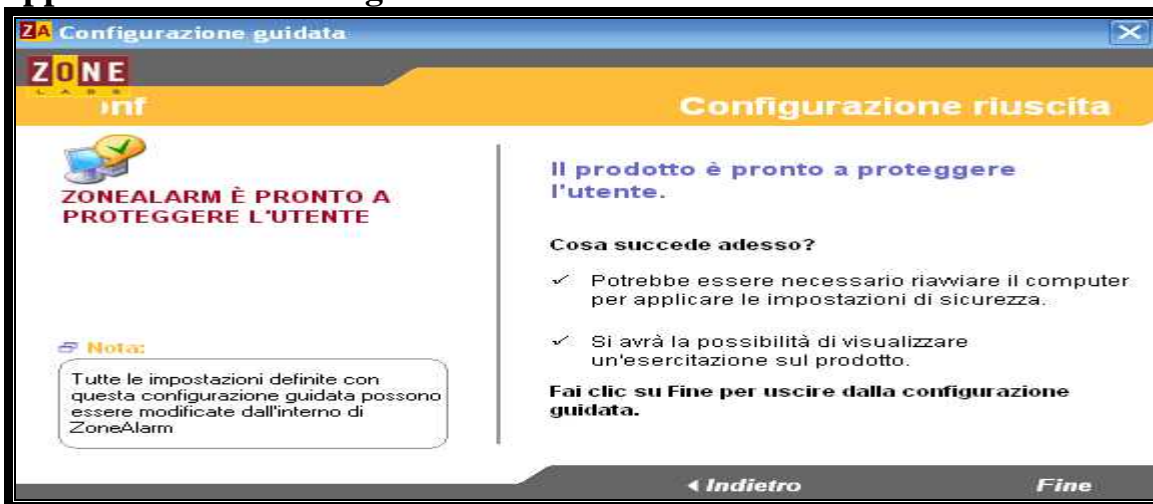 Configurazione guidata
ZONE
LABS
Configurazione riuscita
ZONEALARM È PRONTO A
PROTEGGERE L'UTENTE
Nota:
Tutte le impostazioni definite con
questa configurazione guidata possono
essere modificate dall'interno di
ZoneAlarm
Il prodotto è pronto a proteggere
l'utente.
Cosa succede adesso?
✓ Potrebbe essere necessario riavviare il computer
per applicare le impostazioni di sicurezza.
✓ Si avrà la possibilità di visualizzare
un'esercitazione sul prodotto.
Fai clic su Fine per uscire dalla configurazione
guidata.
Indietro
Fine